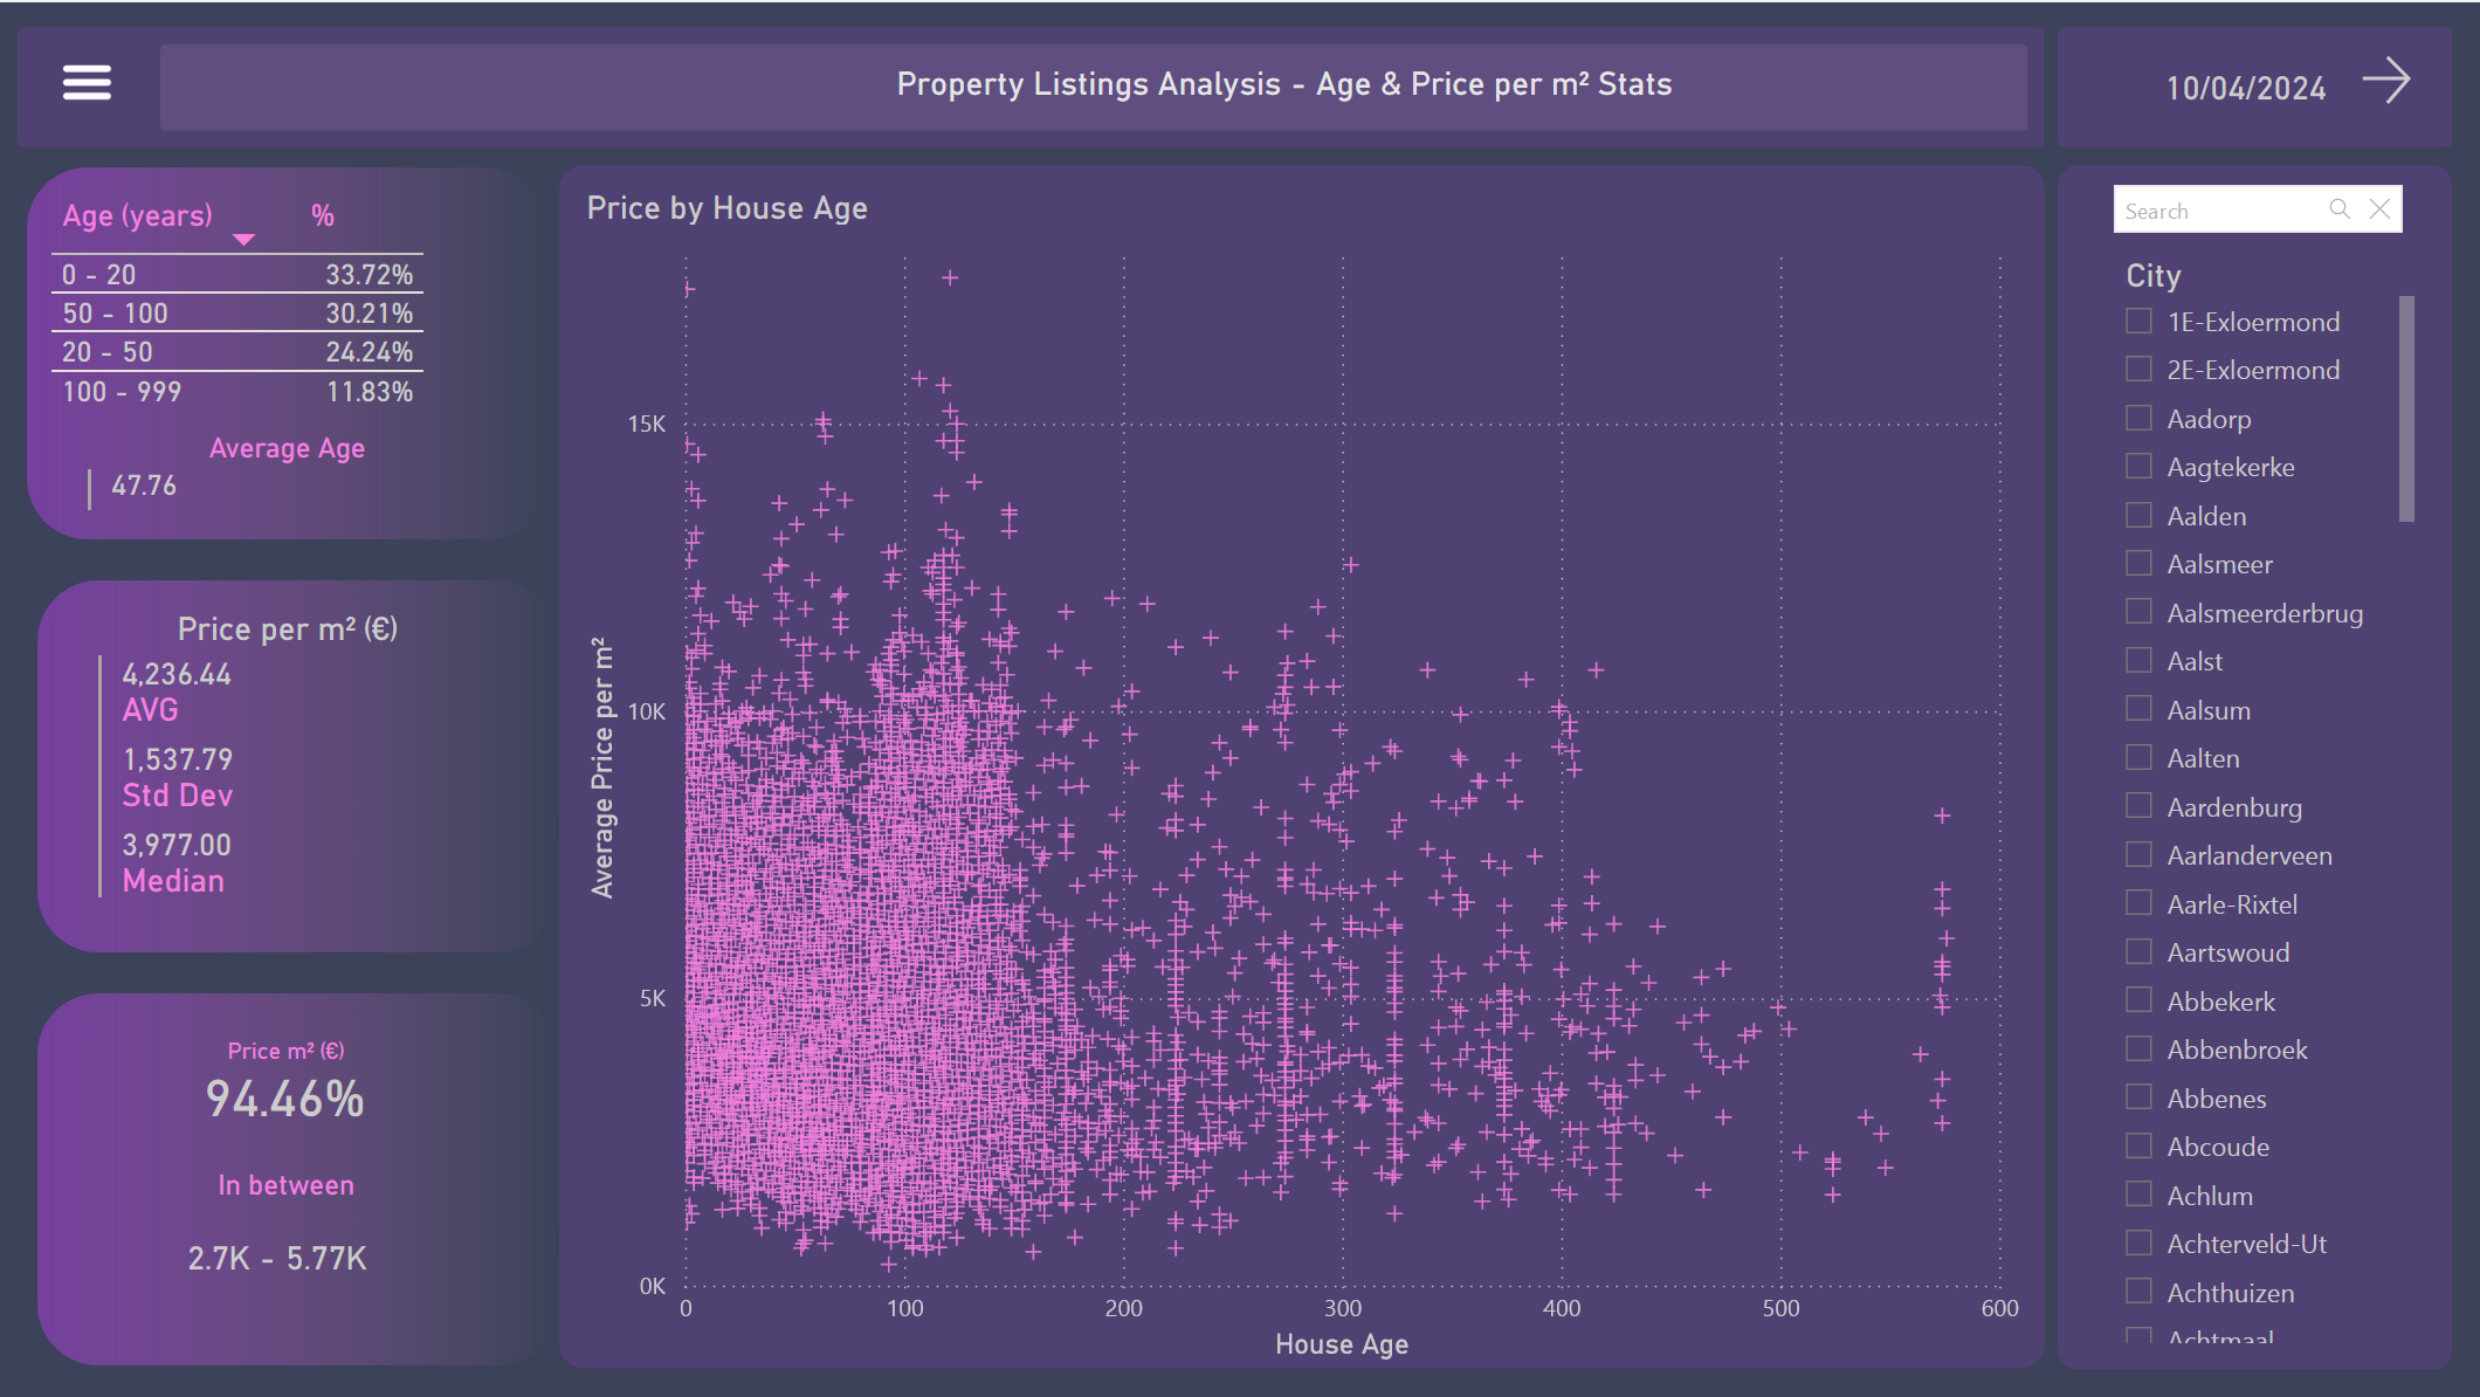 Property Listings Analysis - Age & Price per m² Stats
10/04/2024
Age (years) %
0 - 20 33.72%
50 - 100 30.21%
20 - 50 24.24%
100 - 999 11.83%
Average Age
47.76
Price per m² (€)
4,236.44
AVG
1,537.79
Std Dev
3,977.00
Median
Price m² (€)
94.46%
In between
2.7K - 5.77K
Price by House Age
Average Price per m²
15K
10K
5K
0K
0 100 200 300 400 500 600
House Age
Search
City
1E-Exloermond
2E-Exloermond
Aadorp
Aagtekerke
Aalden
Aalsmeer
Aalsmeerderbrug
Aalst
Aalsum
Aalten
Aardenburg
Aarlanderveen
Aarle-Rixtel
Aartswoud
Abbekerk
Abbenbroek
Abbenes
Abcoude
Achlum
Achterveld-Ut
Achthuizen
Achtmaal